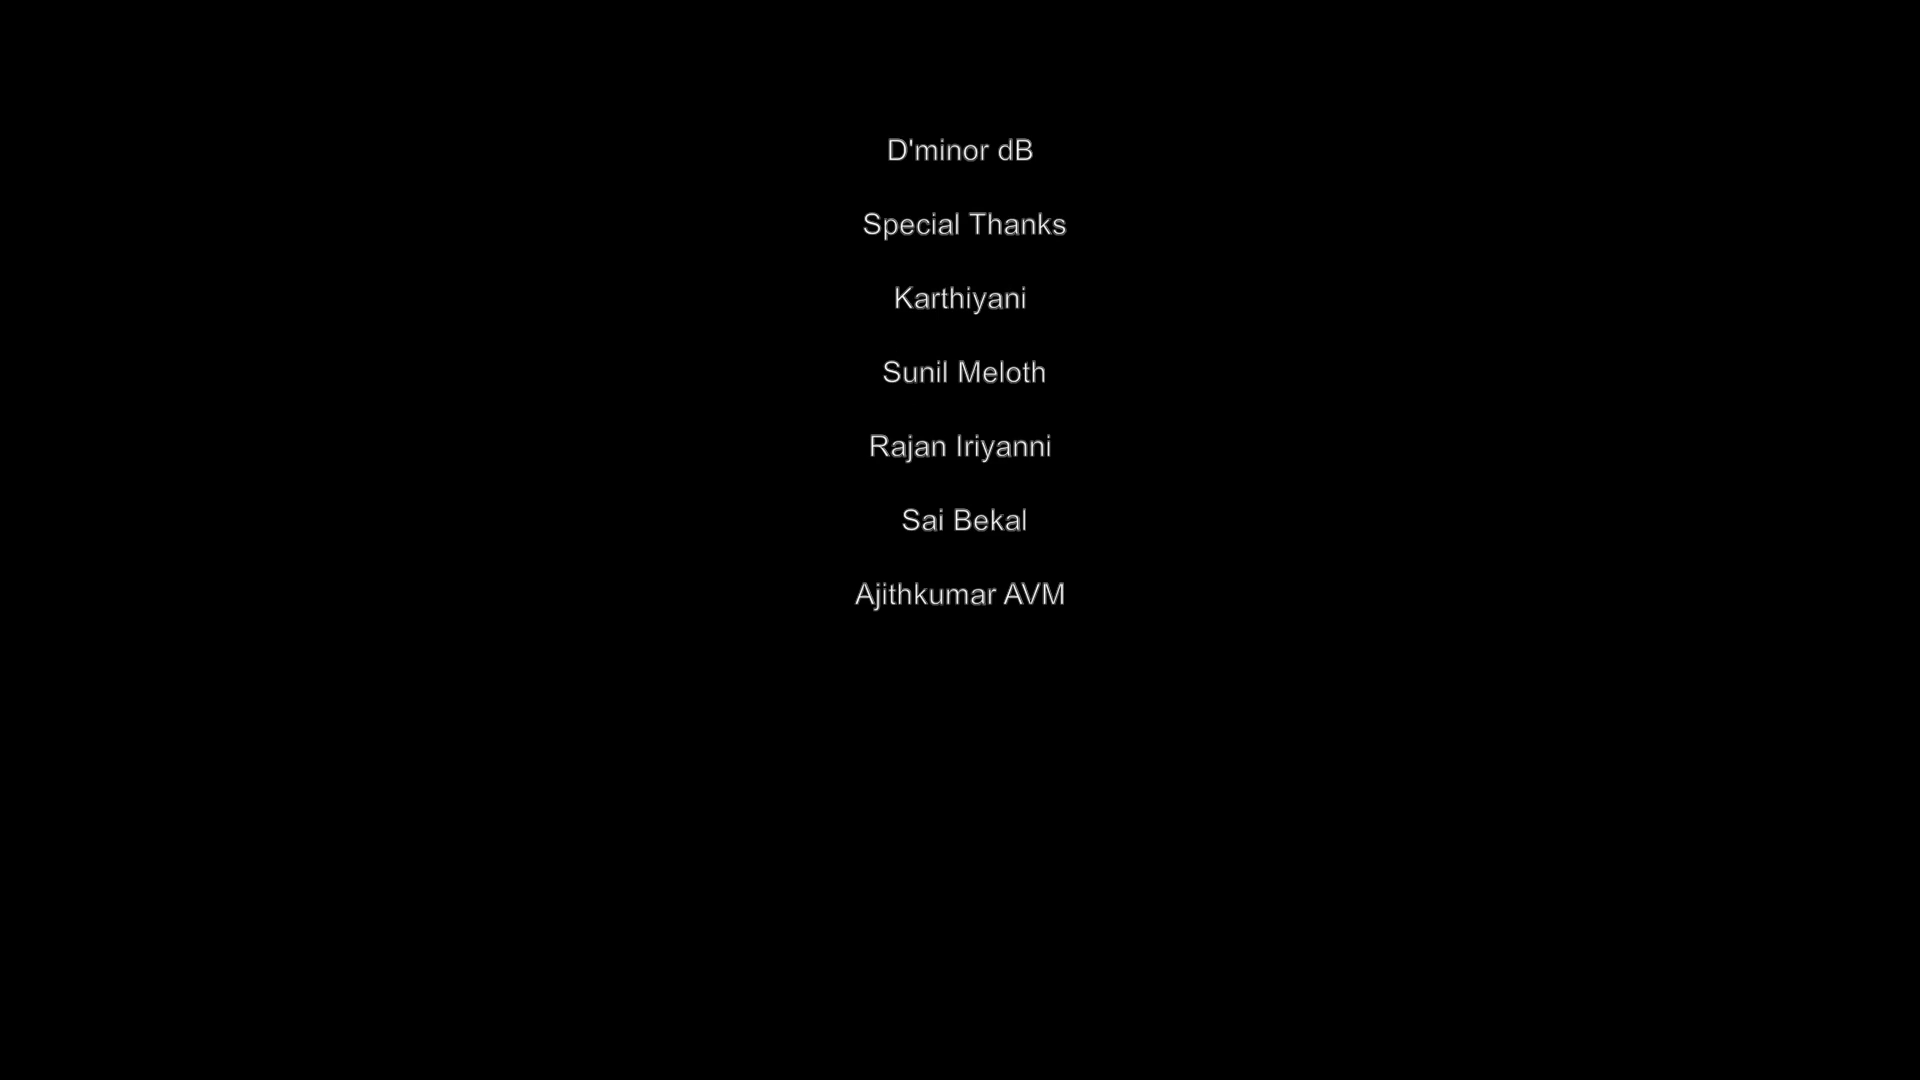 D'minor dB
Special Thanks
Karthiyani
Sunil Meloth
Rajan Iriyanni
Sai Bekal
Ajithkumar AVM